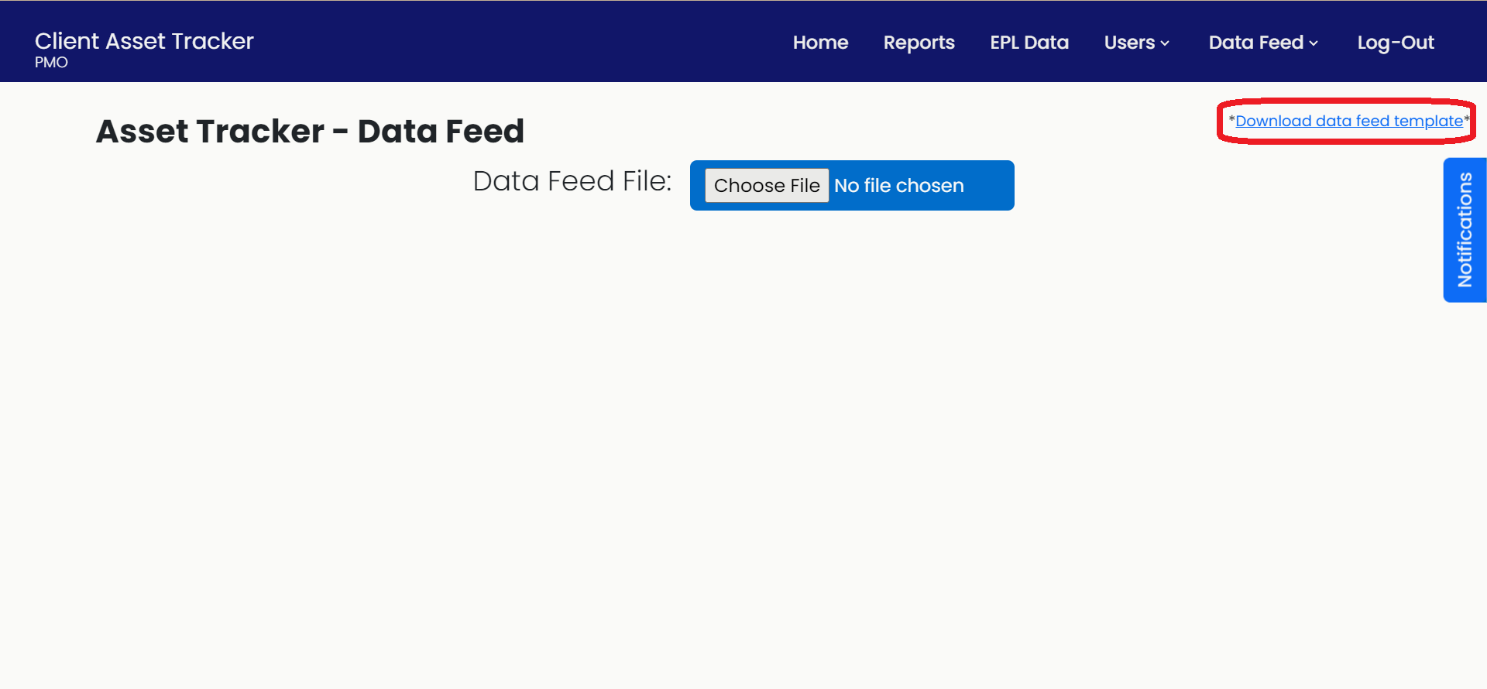 Client Asset Tracker
PMO
Home Reports EPL Data Users Data Feed Log-Out
Asset Tracker - Data Feed
*Download data feed template*
Data Feed File: Choose File No file chosen
Notifications